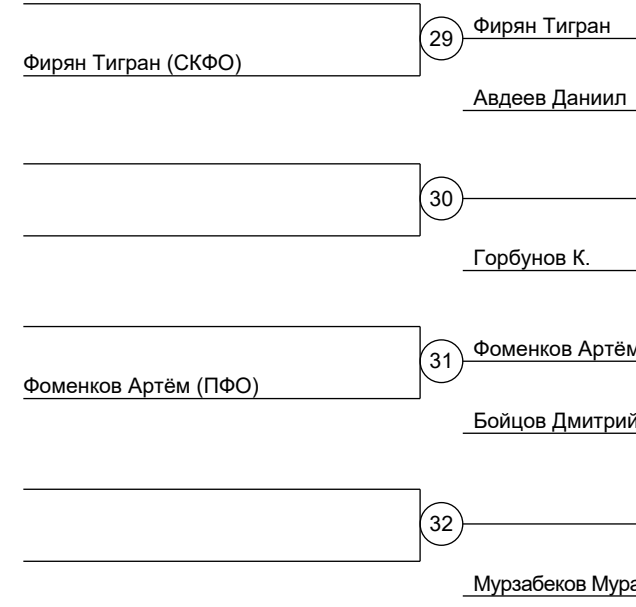 29
Фирян Тигран
Фирян Тигран (СКФО)
Авдеев Даниил
30
Горбунов К.
31
Фоменков Артём
Фоменков Артём (ПФО)
Бойцов Дмитрий
32
Мурзабеков